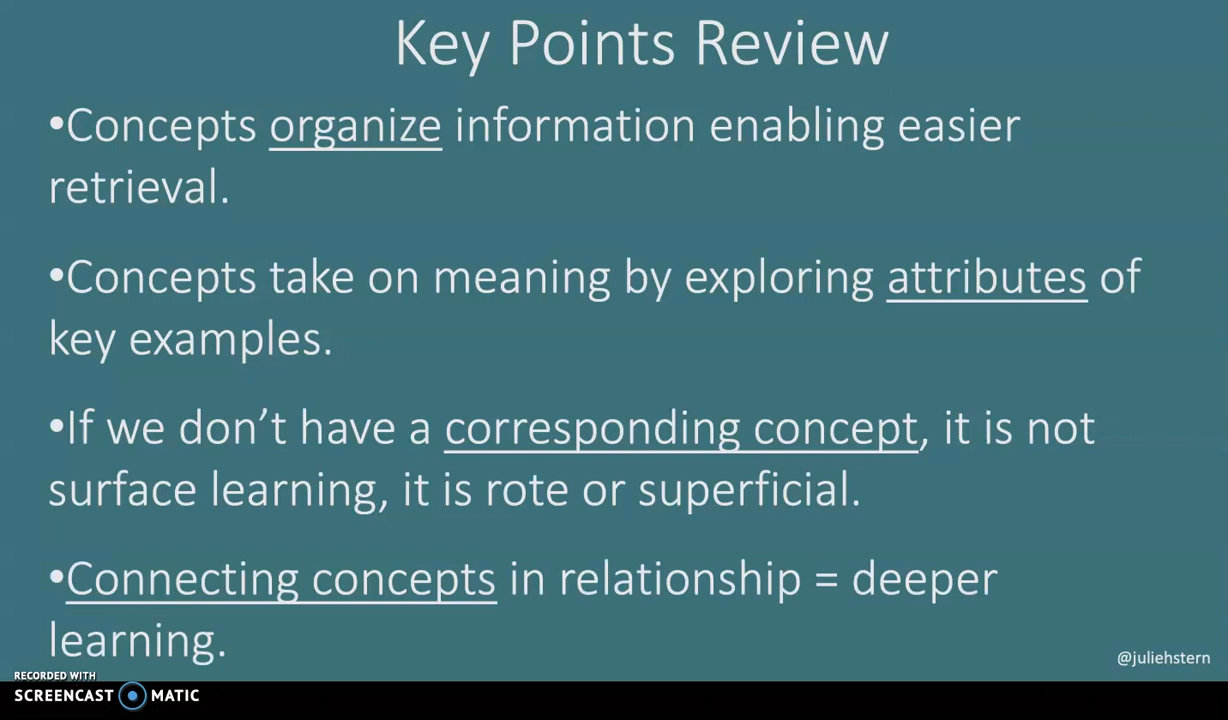 Key Points Review
•Concepts organize information enabling easier
retrieval.
•Concepts take on meaning by exploring attributes of
key examples.
•If we don’t have a corresponding concept, it is not
surface learning, it is rote or superficial.
•Connecting concepts in relationship = deeper
learning.
@juliehstern
RECORDED WITH
SCREENCAST MATIC